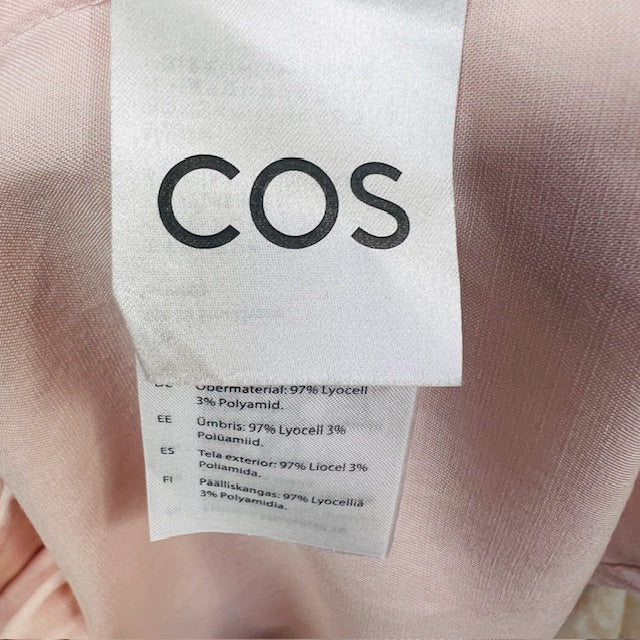 COS
Obermaterial: 97% Lyocell
3% Polyamid.
EE Ümbris: 97% Lyocell 3%
Polüamiid.
ES Tela exterior: 97% Liocel 3%
Poliamida.
FI Päälliskangas: 97% Lyocelliä
3% Polyamidia.